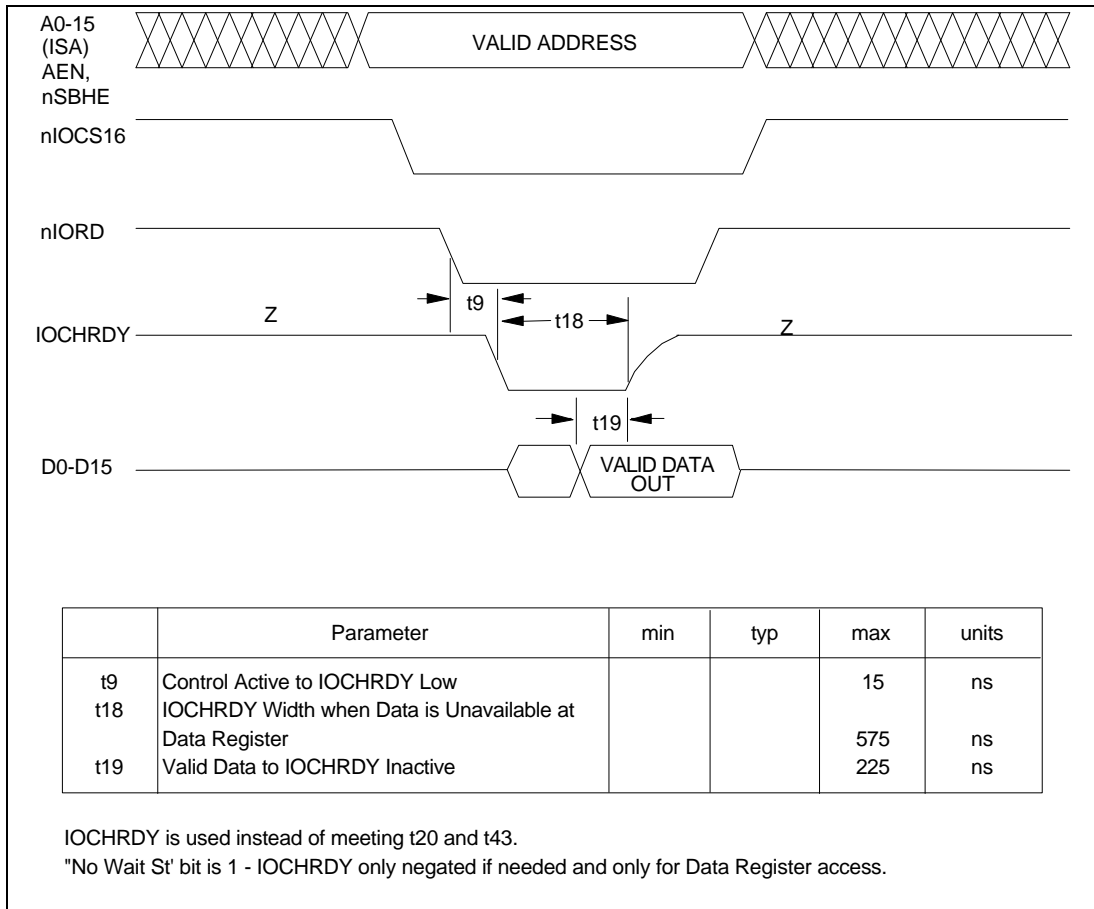 A0-15
(ISA)
AEN,
nSBHE
VALID ADDRESS
nIOCS16
nIORD
t9
Z
t18
Z
IOCHRDY
t19
D0-D15
VALID DATA
OUT
Parameter min typ max units
t9 Control Active to IOCHRDY Low 15 ns
t18 IOCHRDY Width when Data is Unavailable at
Data Register 575 ns
t19 Valid Data to IOCHRDY Inactive 225 ns
IOCHRDY is used instead of meeting t20 and t43.
"No Wait St' bit is 1 - IOCHRDY only negated if needed and only for Data Register access.